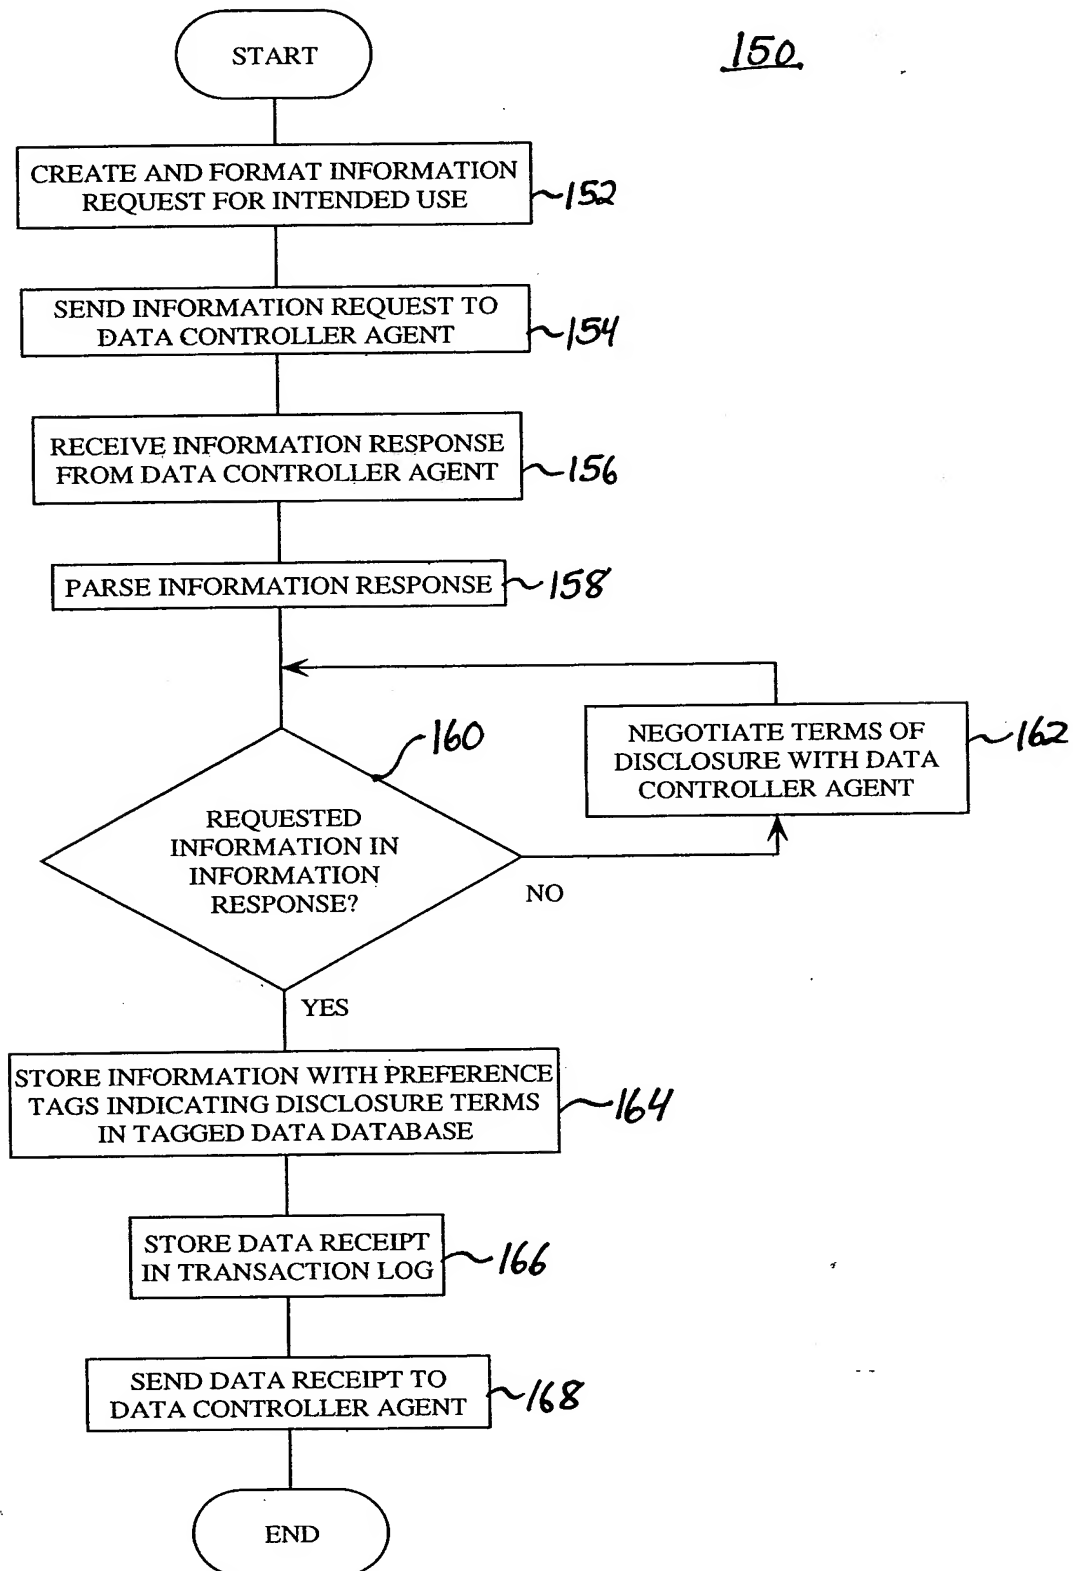 START
150
CREATE AND FORMAT INFORMATION
REQUEST FOR INTENDED USE
152
SEND INFORMATION REQUEST TO
DATA CONTROLLER AGENT
154
RECEIVE INFORMATION RESPONSE
FROM DATA CONTROLLER AGENT
156
PARSE INFORMATION RESPONSE
158
160
REQUESTED
INFORMATION IN
INFORMATION
RESPONSE?
NO
NEGOTIATE TERMS OF
DISCLOSURE WITH DATA
CONTROLLER AGENT
162
YES
STORE INFORMATION WITH PREFERENCE
TAGS INDICATING DISCLOSURE TERMS
IN TAGGED DATA DATABASE
164
STORE DATA RECEIPT
IN TRANSACTION LOG
166
SEND DATA RECEIPT TO
DATA CONTROLLER AGENT
168
END